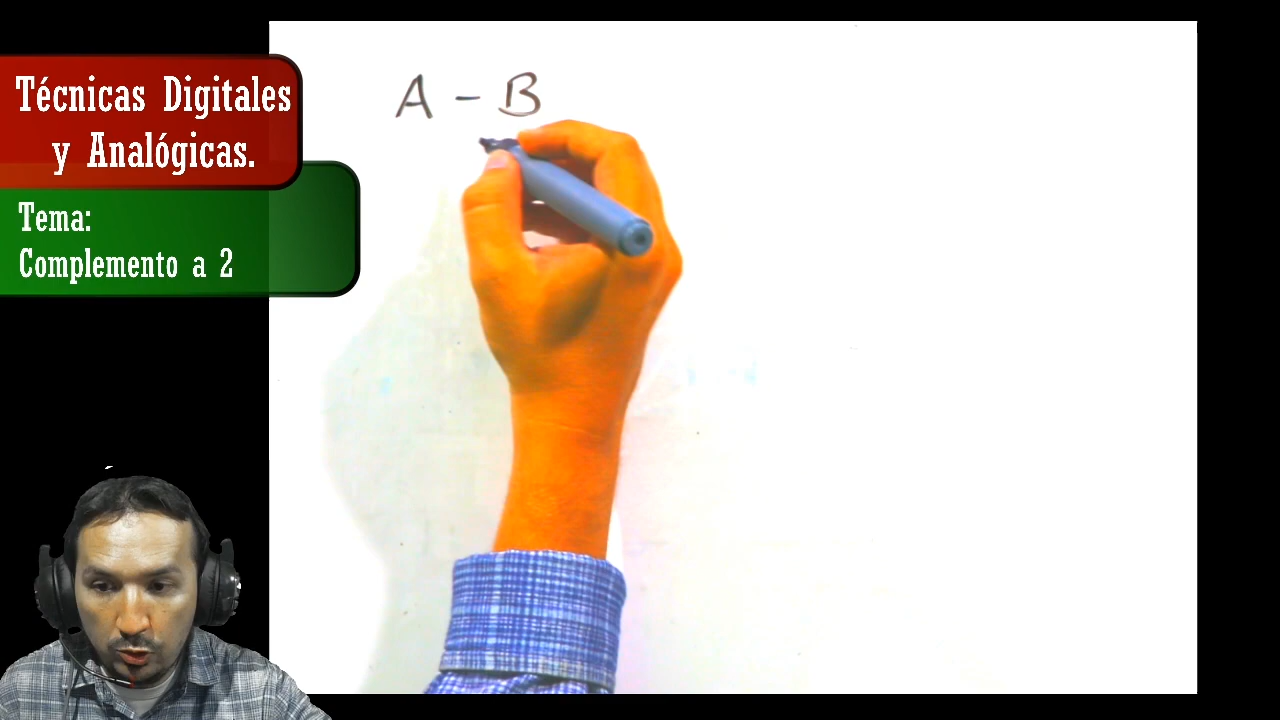 Técnicas Digitales
y Analógicas.
Tema:
Complemento a 2
A - B